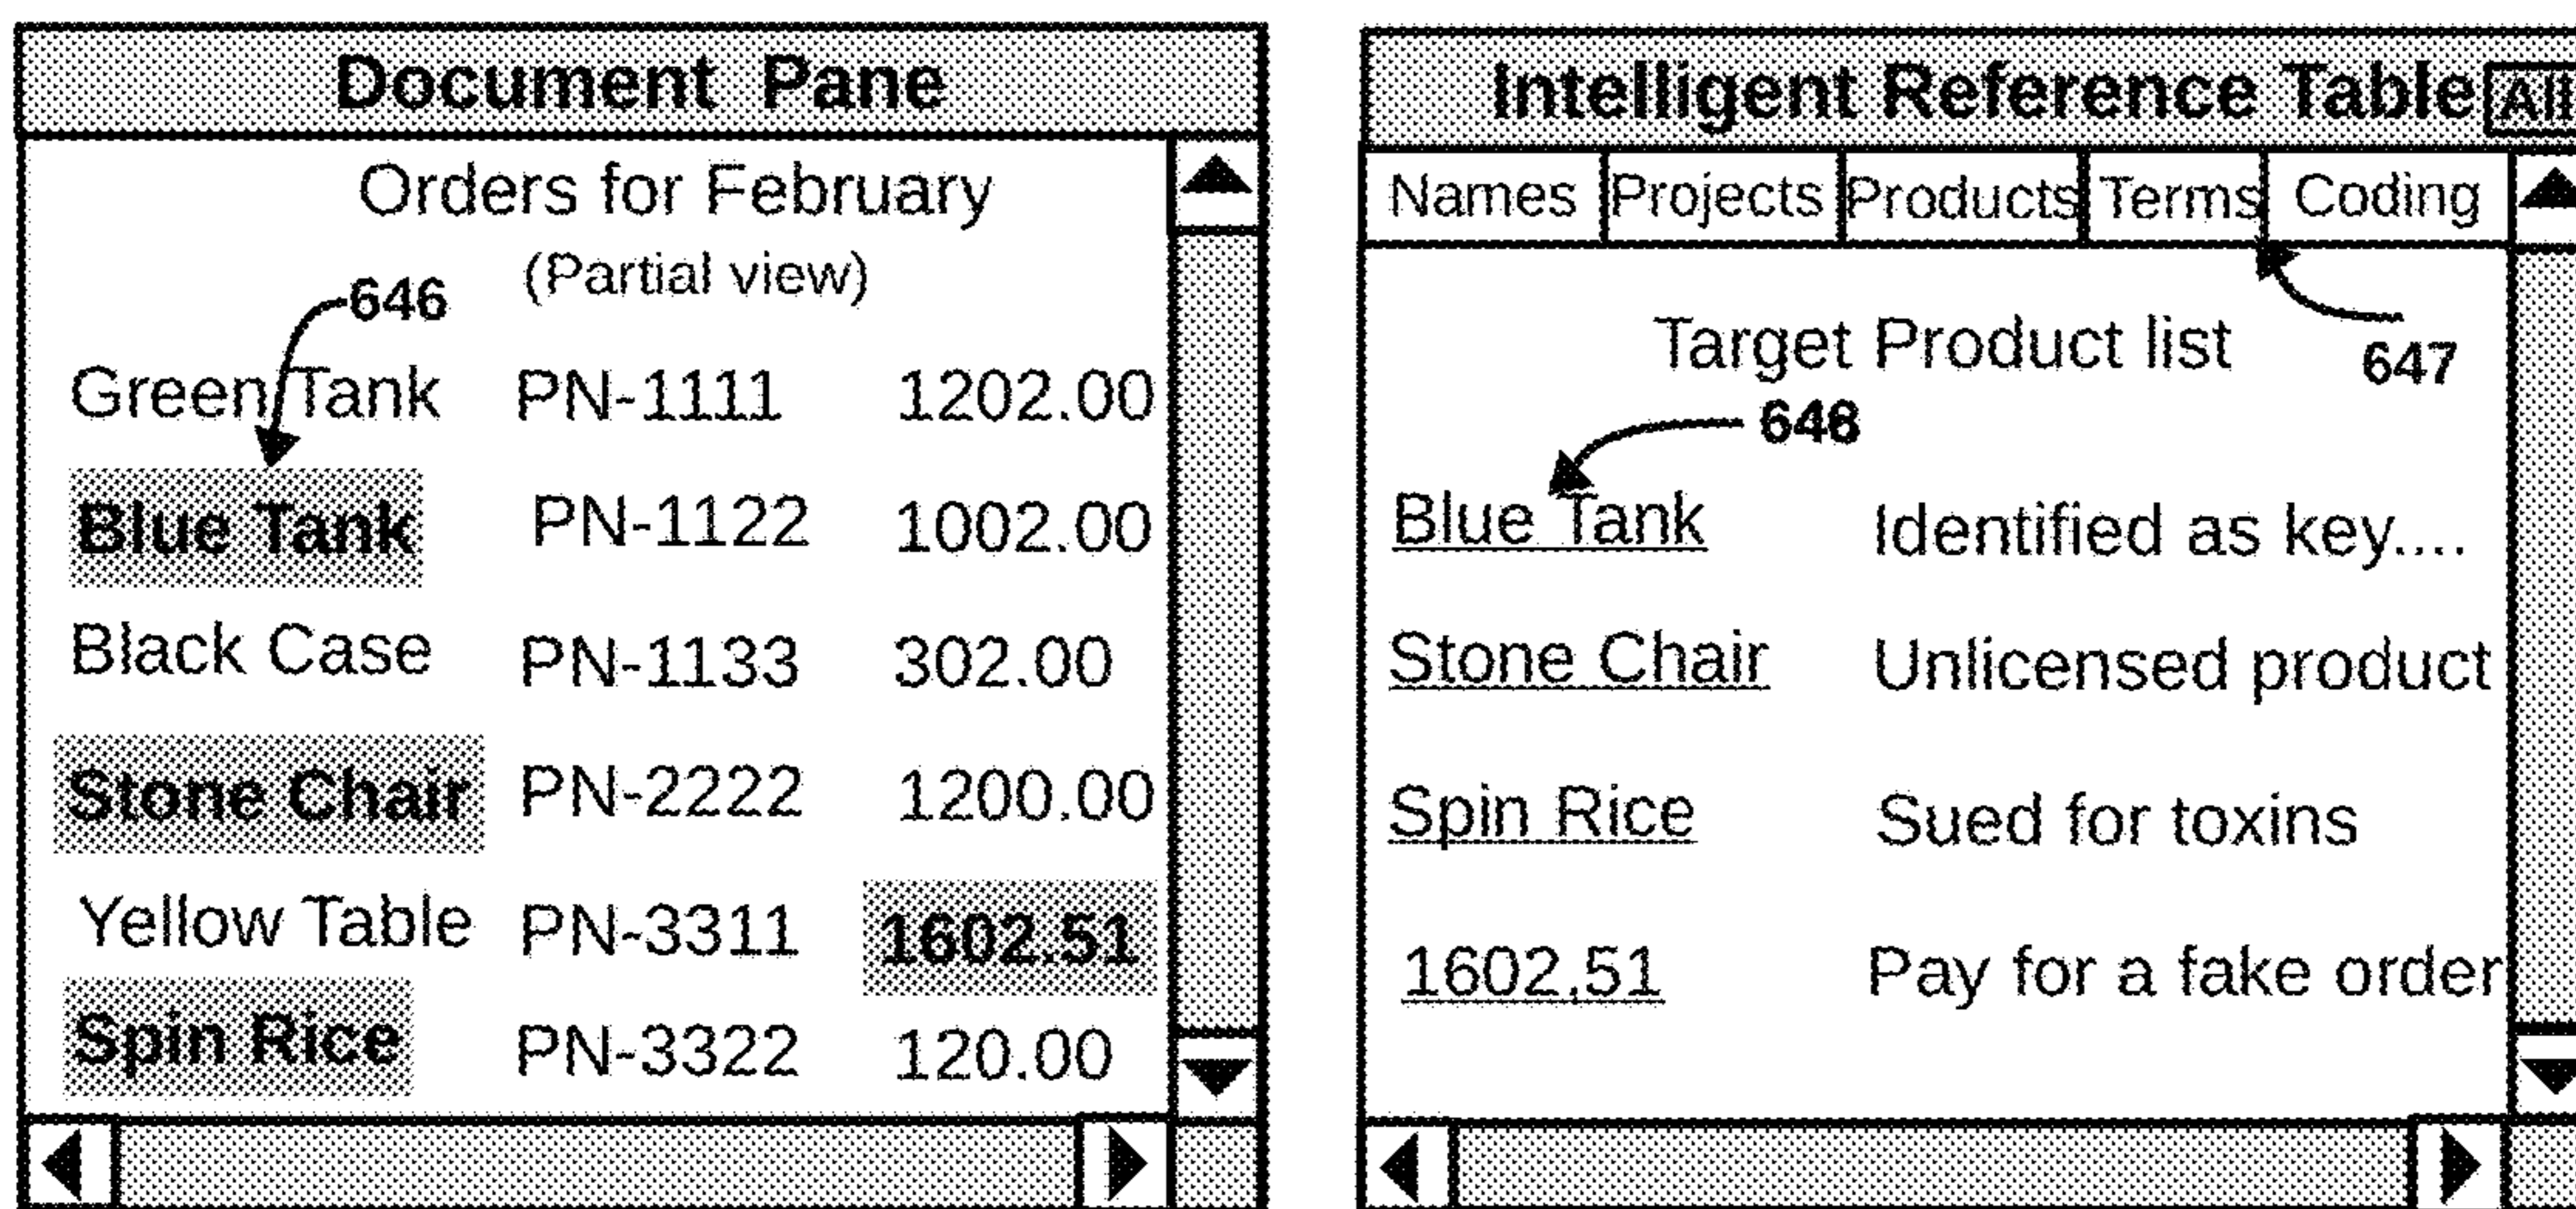 Document Pane
Orders for February
(Partial view)
646
Green Tank PN-1111 1202.00
Blue Tank PN-1122 1002.00
Black Case PN-1133 302.00
Stone Chair PN-2222 1200.00
Yellow Table PN-3311 1602.51
Spin Rice PN-3322 120.00
Intelligent Reference Table All
Names Projects Products Terms Coding
Target Product list
647
648
Blue Tank Identified as key....
Stone Chair Unlicensed product
Spin Rice Sued for toxins
1602.51 Pay for a fake order